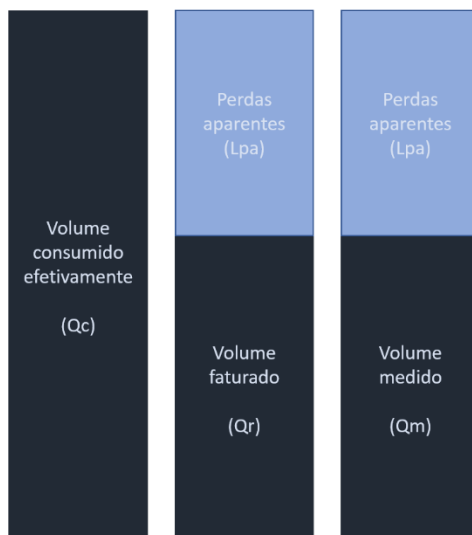 Volume
consumido
efetivamente
(Qc)
Perdas
aparentes
(Lpa)
Volume
faturado
(Qr)
Perdas
aparentes
(Lpa)
Volume
medido
(Qm)